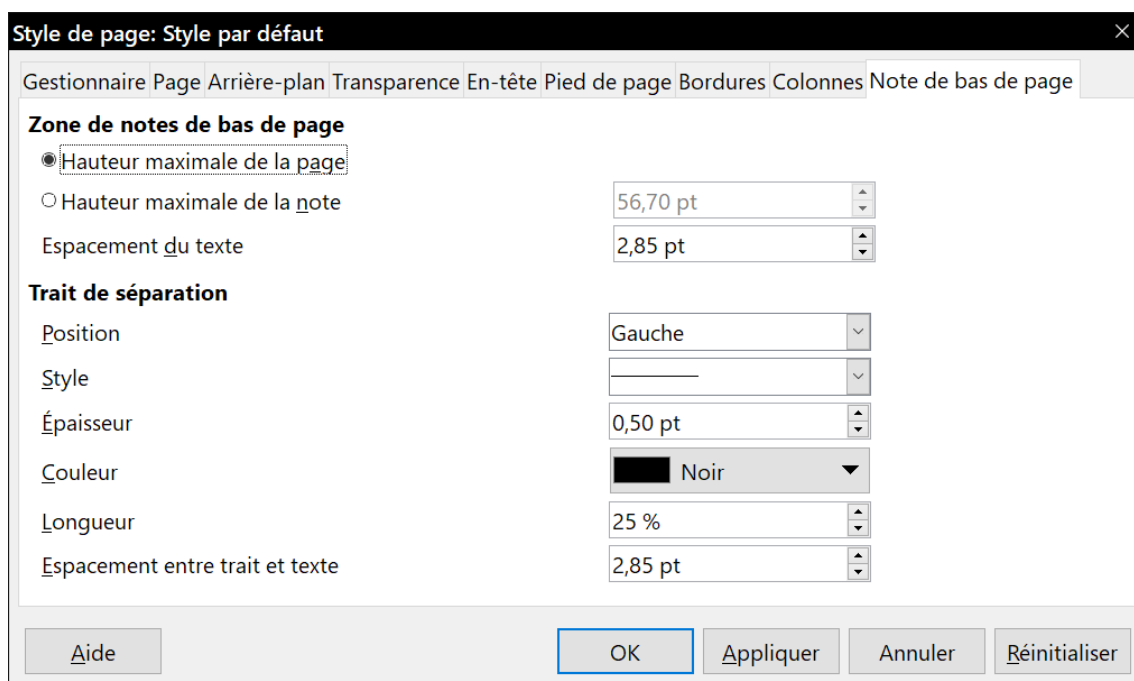 Style de page: Style par défaut
Gestionnaire Page Arrière-plan Transparence En-tête Pied de page Bordures Colonnes Note de bas de page
Zone de notes de bas de page
Hauteur maximale de la page
Hauteur maximale de la note 56,70 pt
Espacement du texte 2,85 pt
Trait de séparation
Position Gauche
Style
Épaisseur 0,50 pt
Couleur Noir
Longueur 25 %
Espacement entre trait et texte 2,85 pt
Aide OK Appliquer Annuler Réinitialiser